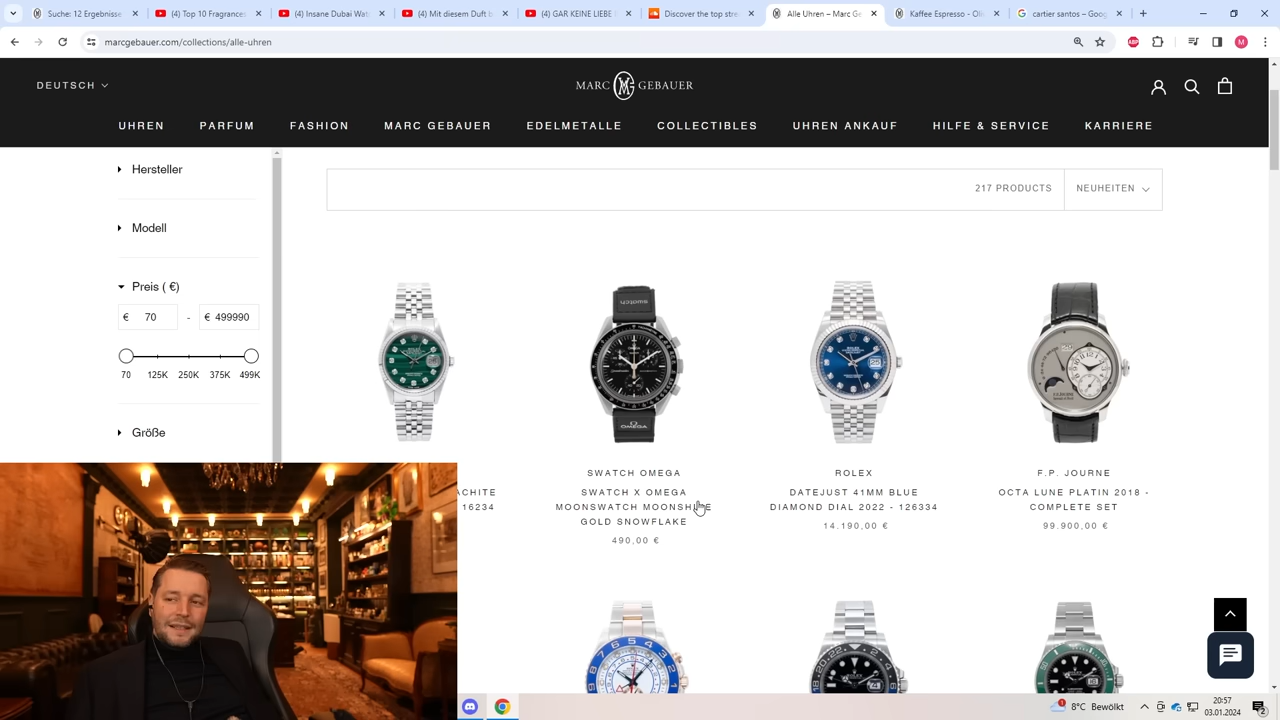 Suche: 12 Ergebnisse
(4) Top 10 Fragrances
(4) Insane Dubai Wat
(4) Mit diesem Duft b
(4) GAR KEINE LIEBE
Discover the top stre
Alle Uhren – Marc Ge
Kaffee Espresso - Oli
cartier santos – Goog
marcgebauer.com/collections/alle-uhren
M
DEUTSCH
MARC GEBAUER
UHREN PARFUM FASHION MARC GEBAUER EDELMETALLE COLLECTIBLES UHREN ANKAUF HILFE & SERVICE KARRIERE
Hersteller
217 PRODUCTS NEUHEITEN
Modell
Preis ( €)
€ 70 - € 499990
70 125K 250K 375K 499K
Größe
ACHITE
16234
SWATCH OMEGA
SWATCH X OMEGA
MOONSWATCH MOONSHINE
GOLD SNOWFLAKE
490,00 €
ROLEX
DATEJUST 41MM BLUE
DIAMOND DIAL 2022 - 126334
14.190,00 €
F.P. JOURNE
OCTA LUNE PLATIN 2018 -
COMPLETE SET
99.900,00 €
8°C Bewölkt
20:57
03.01.2024